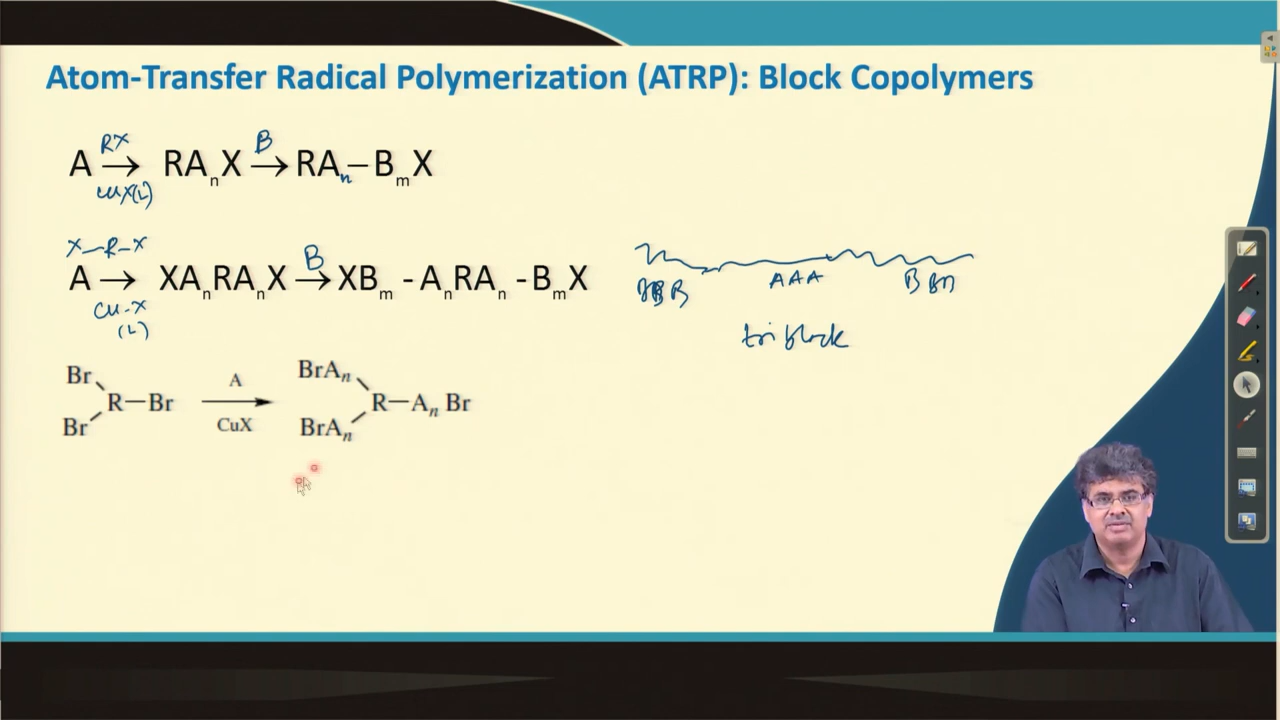 Atom-Transfer Radical Polymerization (ATRP): Block Copolymers
RX B
A → RAₙX → RAₙ–BₘX
CuX(L)
X–R–X B
A → XAₙRAₙX → XBₘ - AₙRAₙ - BₘX
Cu-X
(L)
AAA
triblock
Br BrAₙ
A
R–Br → R–Aₙ Br
CuX
Br BrAₙ